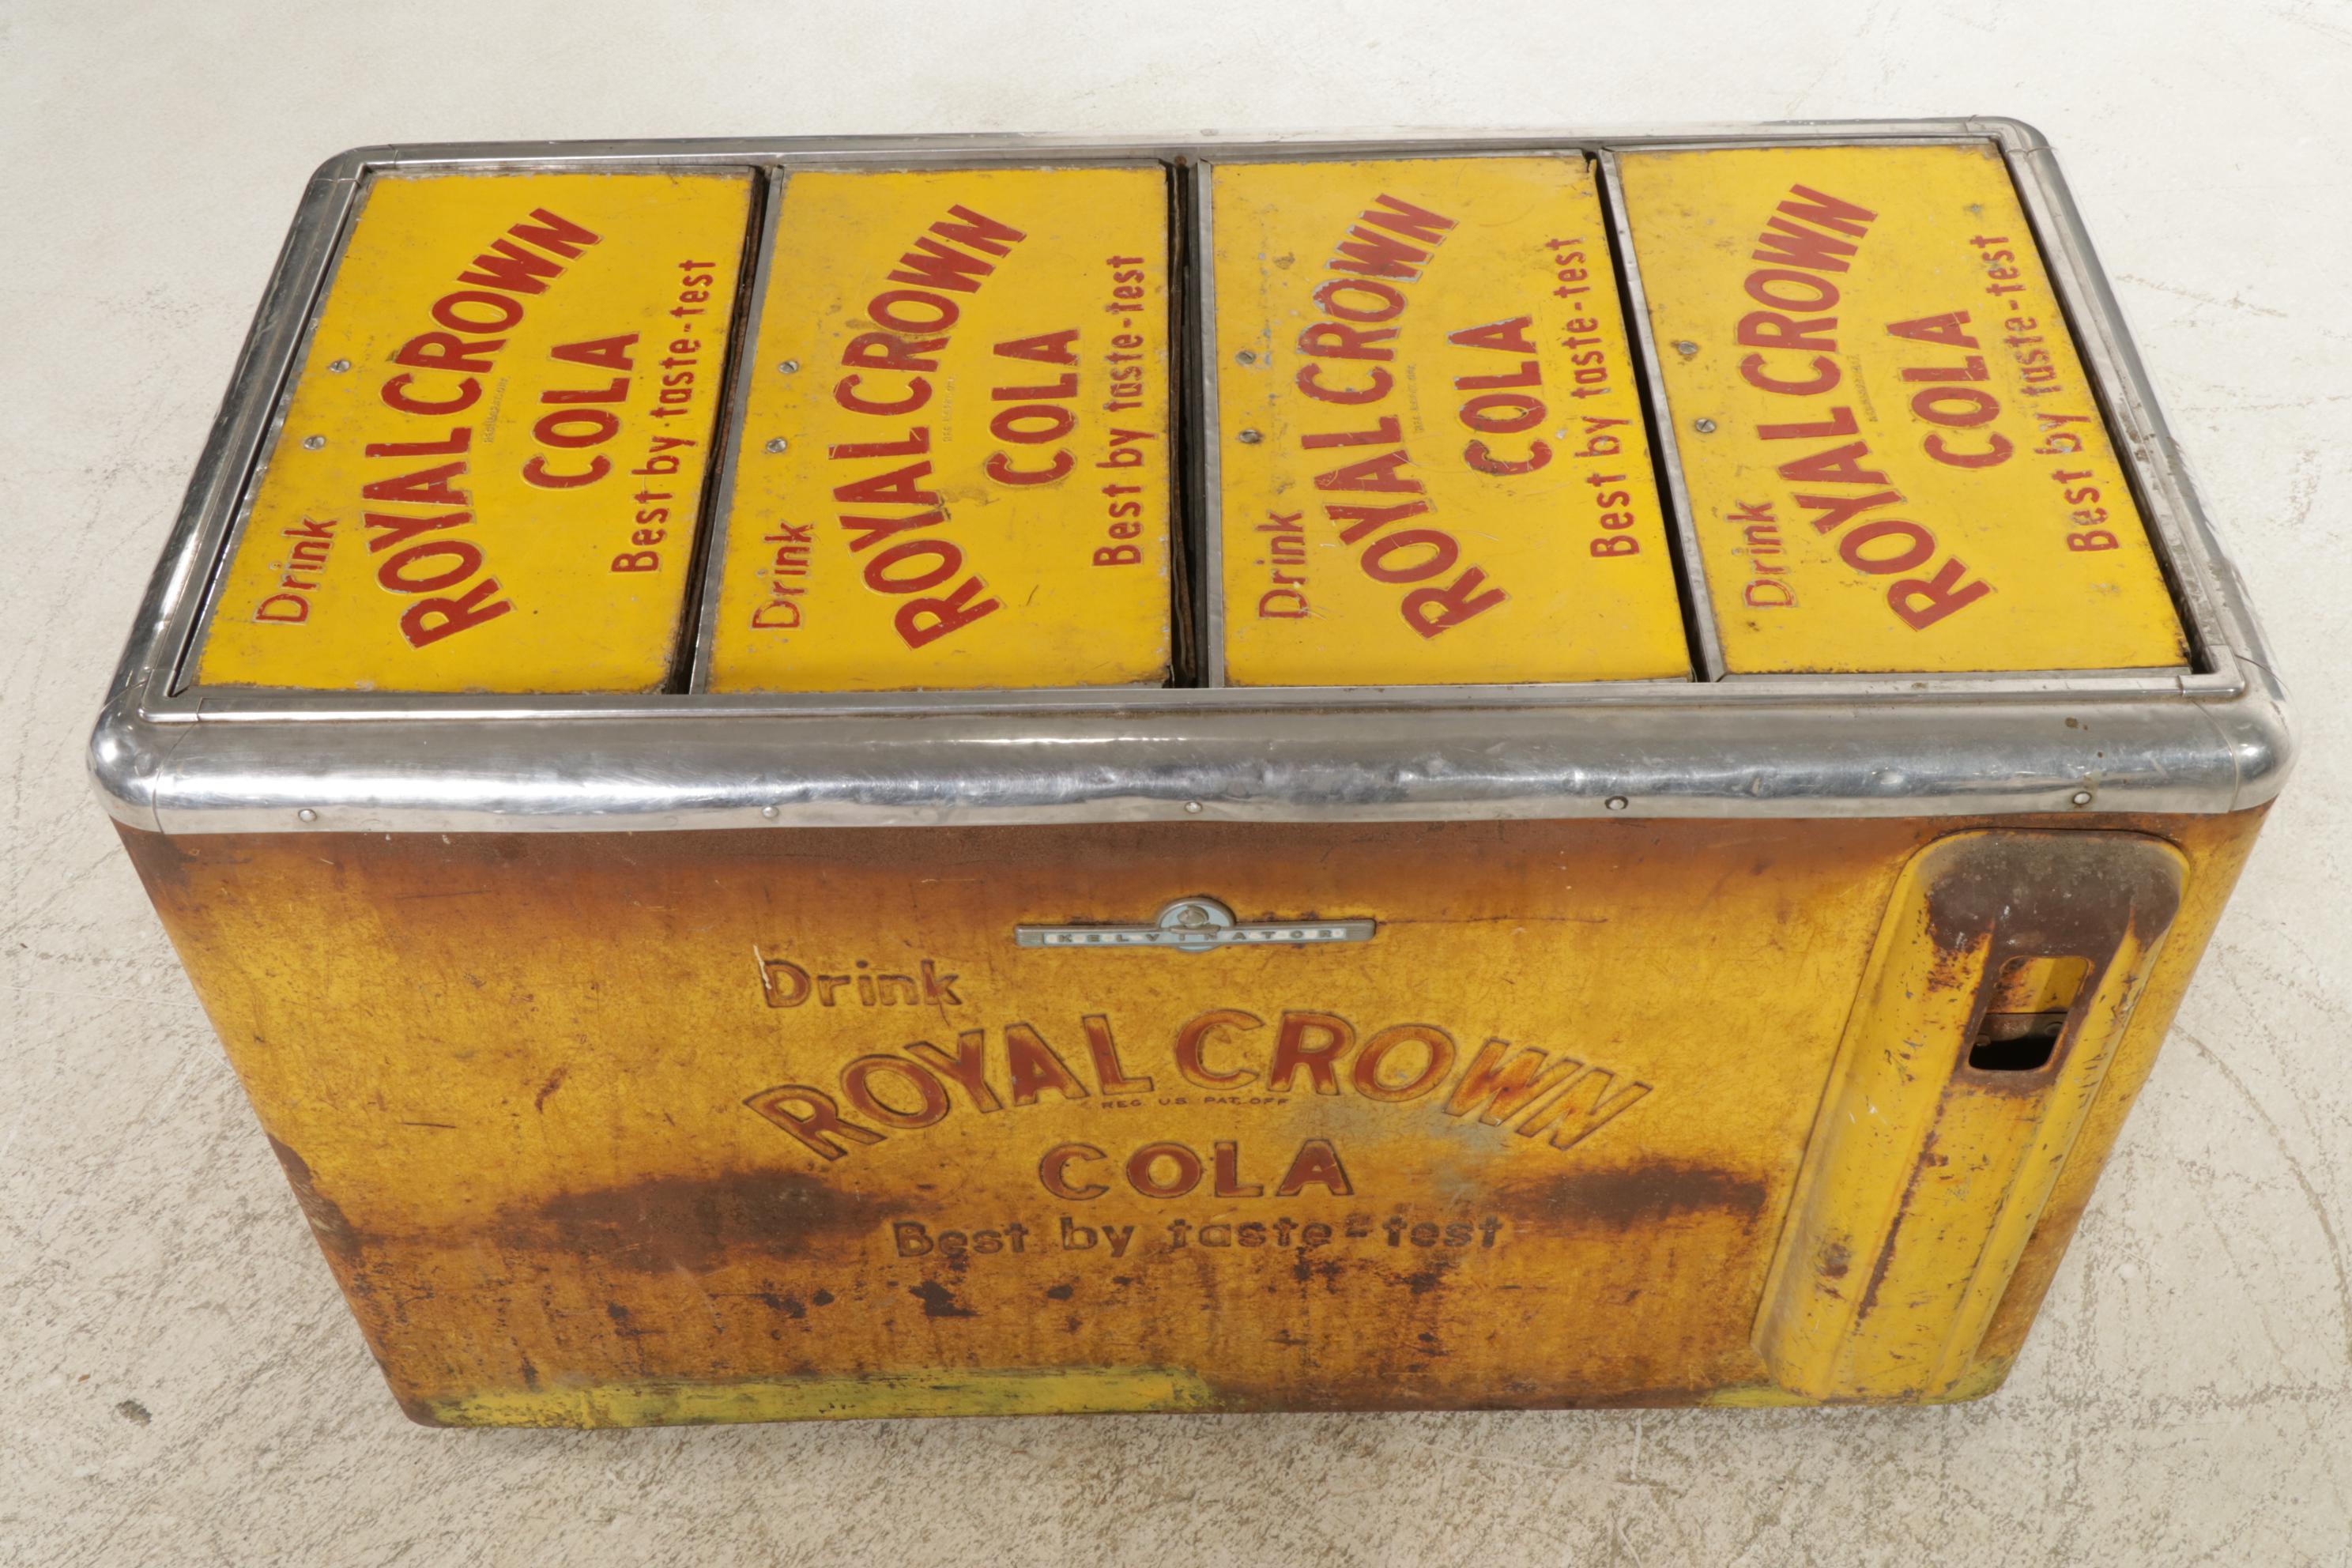 Drink
ROYAL CROWN
COLA
Best by taste-test
Drink
ROYAL CROWN
COLA
Best by taste-test
Drink
ROYAL CROWN
COLA
Best by taste-test
Drink
ROYAL CROWN
COLA
Best by taste-test
KELVINATOR
Drink
ROYAL CROWN
REG. U.S. PAT. OFF.
COLA
Best by taste-test